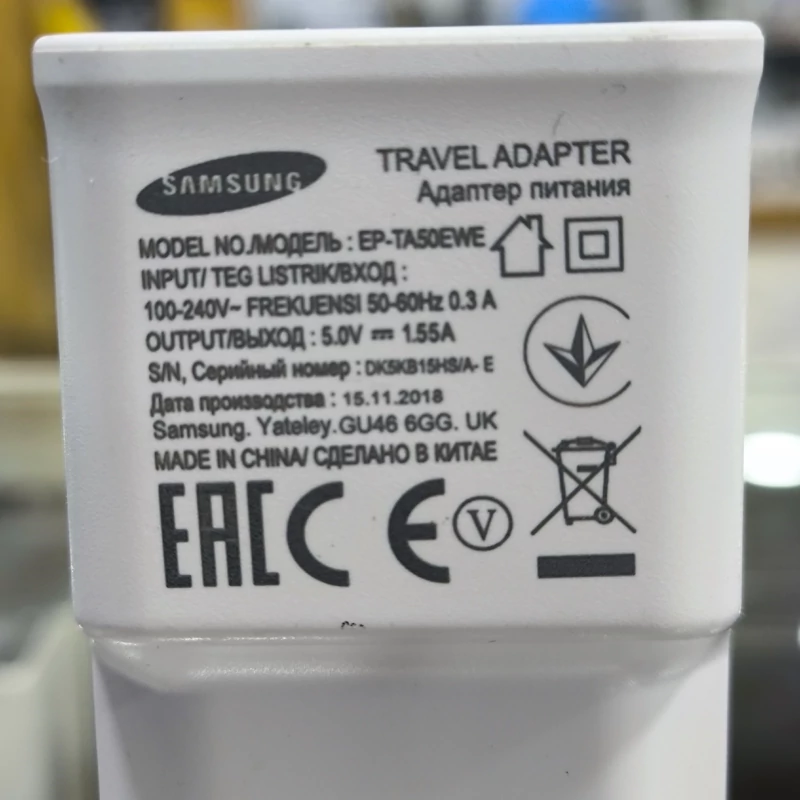 SAMSUNG
TRAVEL ADAPTER
Адаптер питания
MODEL NO./МОДЕЛЬ : EP-TA50EWE
INPUT/ TEG LISTRIK/ВХОД :
100-240V~ FREKUENSI 50-60Hz 0.3 A
OUTPUT/ВЫХОД : 5.0V ⎓ 1.55A
S/N, Серийный номер : DK5KB15HS/A- E
Дата производства : 15.11.2018
Samsung. Yateley.GU46 6GG. UK
MADE IN CHINA/ СДЕЛАНО В КИТАЕ
EAC CE V